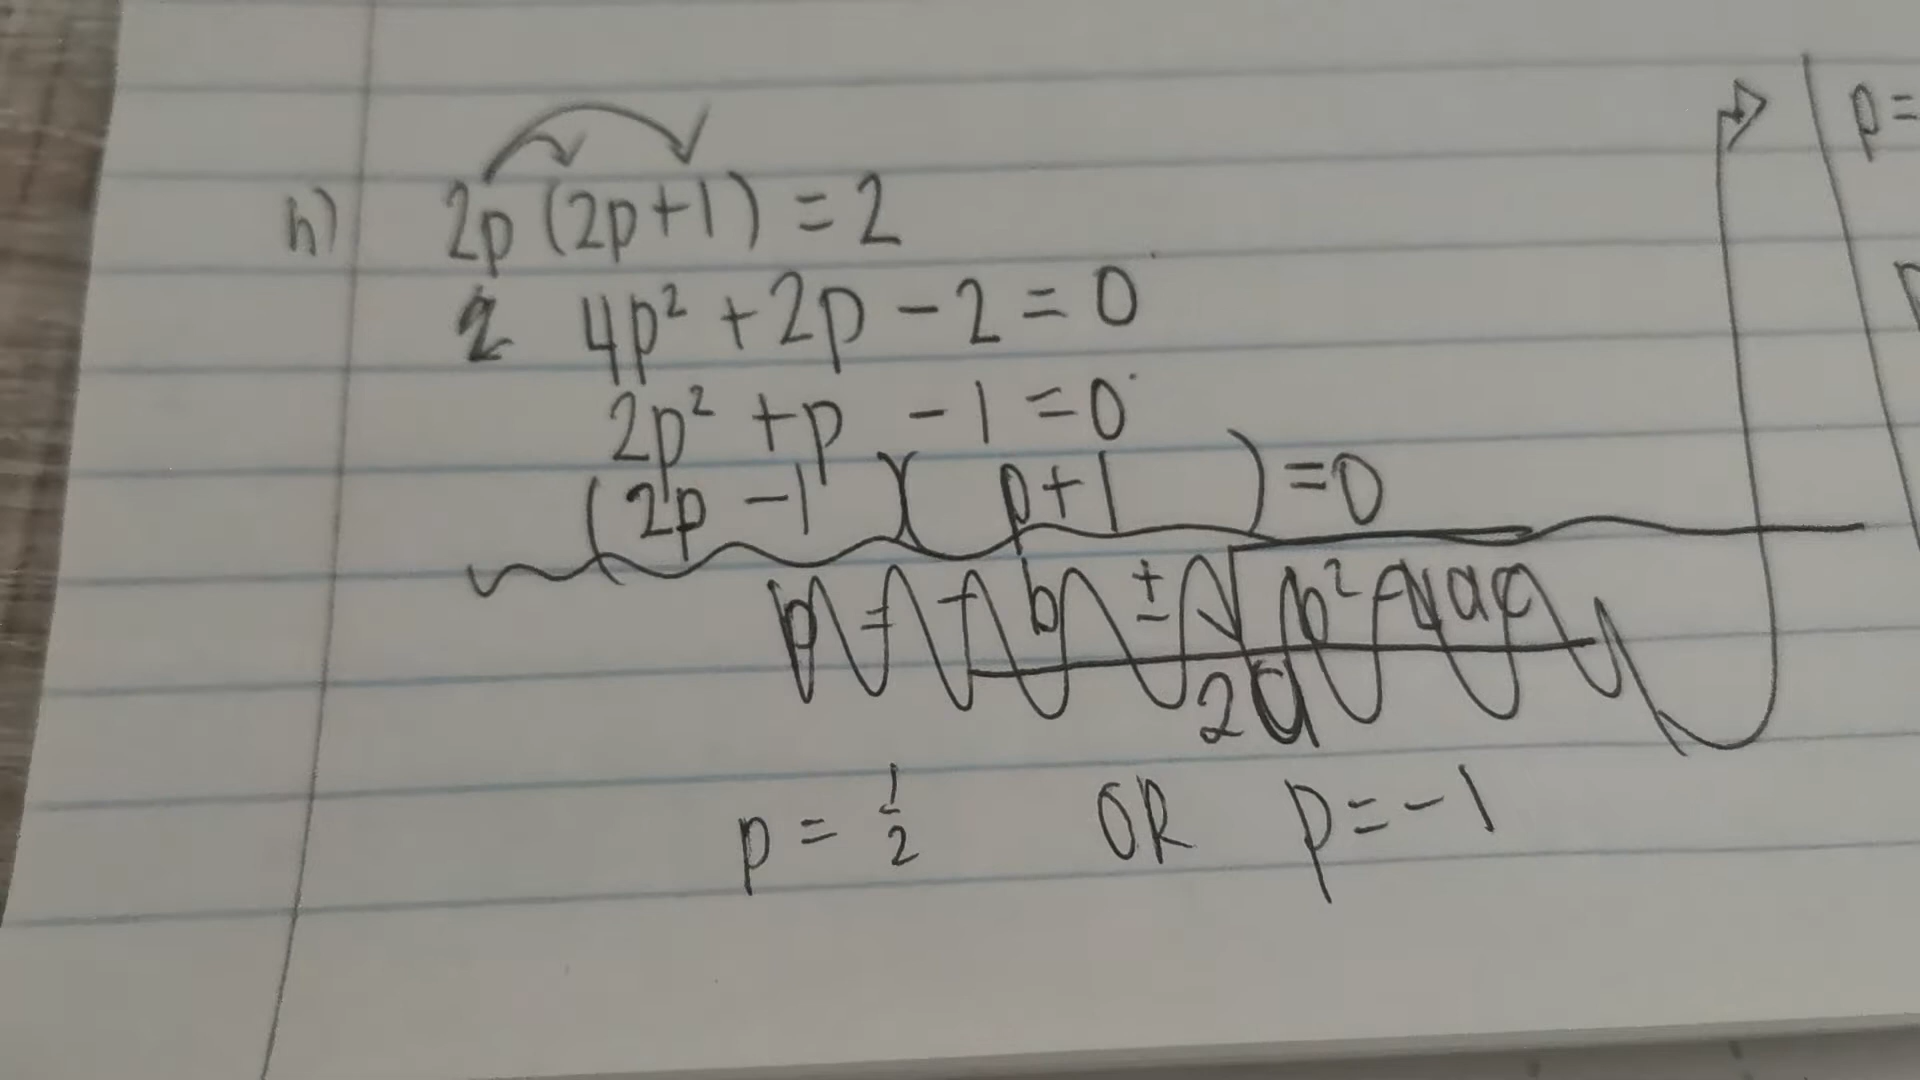 h) 2p (2p+1) = 2
4p² + 2p - 2 = 0
2p² + p - 1 = 0
(2p - 1)(p+1) = 0
p = -b ± √b² - 4ac
2a
p = 1/2 OR p = -1
p =
p